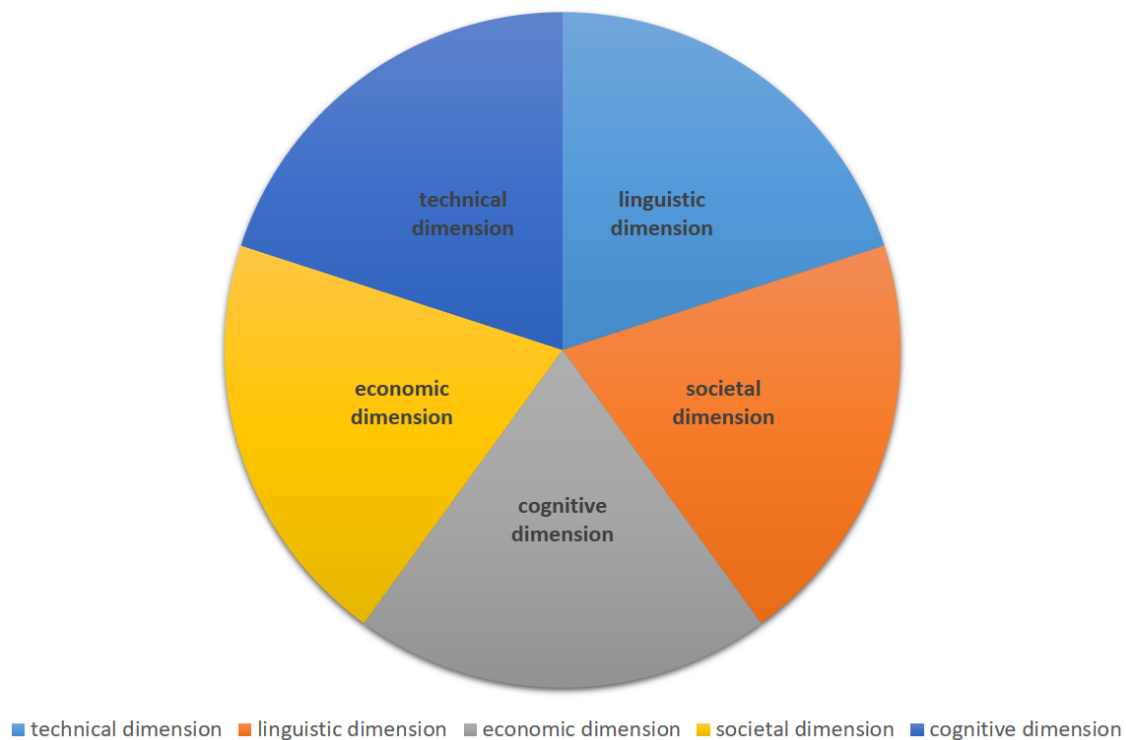 technical
dimension
linguistic
dimension
economic
dimension
societal
dimension
cognitive
dimension
technical dimension
linguistic dimension
economic dimension
societal dimension
cognitive dimension